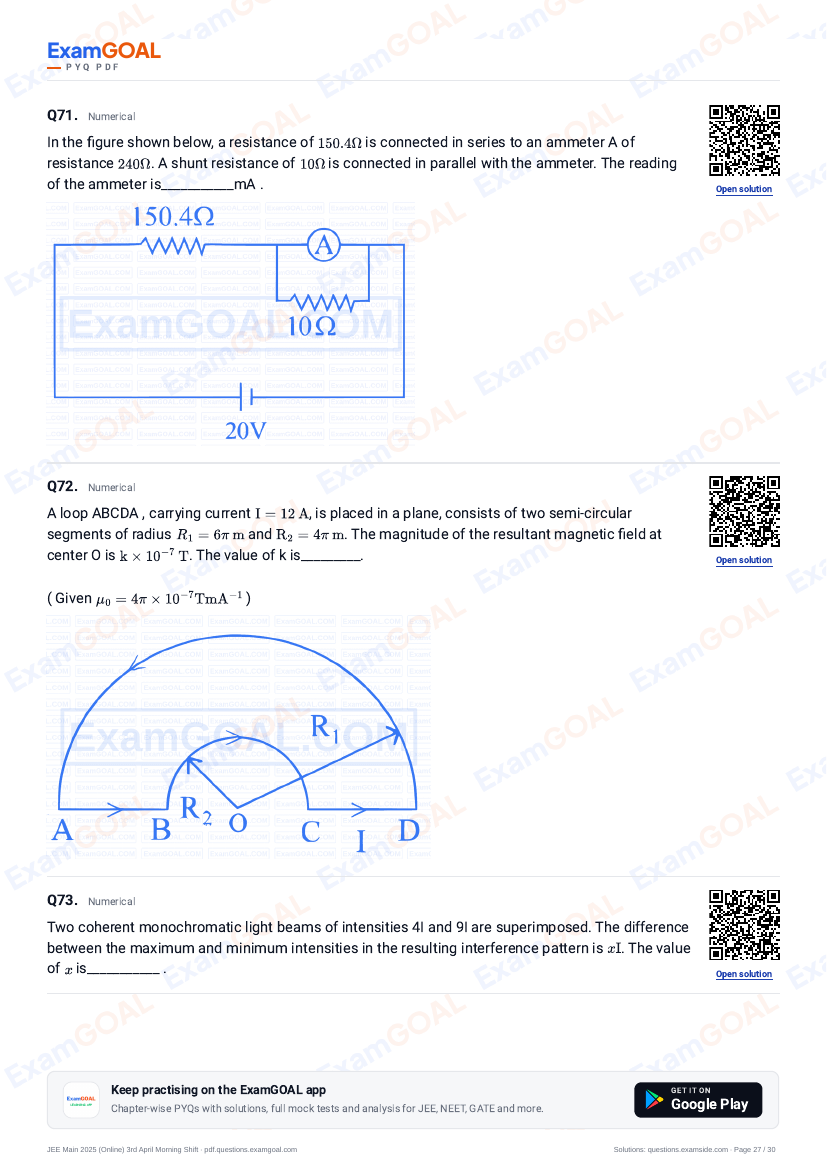 ExamGOAL
PYQ PDF
Q71. Numerical
In the figure shown below, a resistance of 150.4Ω is connected in series to an ammeter A of
resistance 240Ω. A shunt resistance of 10Ω is connected in parallel with the ammeter. The reading
of the ammeter is___________mA .
Open solution
150.4Ω
A
10Ω
ExamGOAL.COM
20V
Q72. Numerical
A loop ABCDA , carrying current I = 12 A, is placed in a plane, consists of two semi-circular
segments of radius R₁ = 6π m and R₂ = 4π m. The magnitude of the resultant magnetic field at
center O is k × 10⁻⁷ T. The value of k is_________.
Open solution
( Given μ₀ = 4π × 10⁻⁷TmA⁻¹ )
ExamGOAL.COM
R₁
R₂
A B O C I D
Q73. Numerical
Two coherent monochromatic light beams of intensities 4I and 9I are superimposed. The difference
between the maximum and minimum intensities in the resulting interference pattern is xI. The value
of x is___________ .
Open solution
Keep practising on the ExamGOAL app
Chapter-wise PYQs with solutions, full mock tests and analysis for JEE, NEET, GATE and more.
GET IT ON
Google Play
JEE Main 2025 (Online) 3rd April Morning Shift · pdf.questions.examgoal.com
Solutions: questions.examside.com · Page 27 / 30